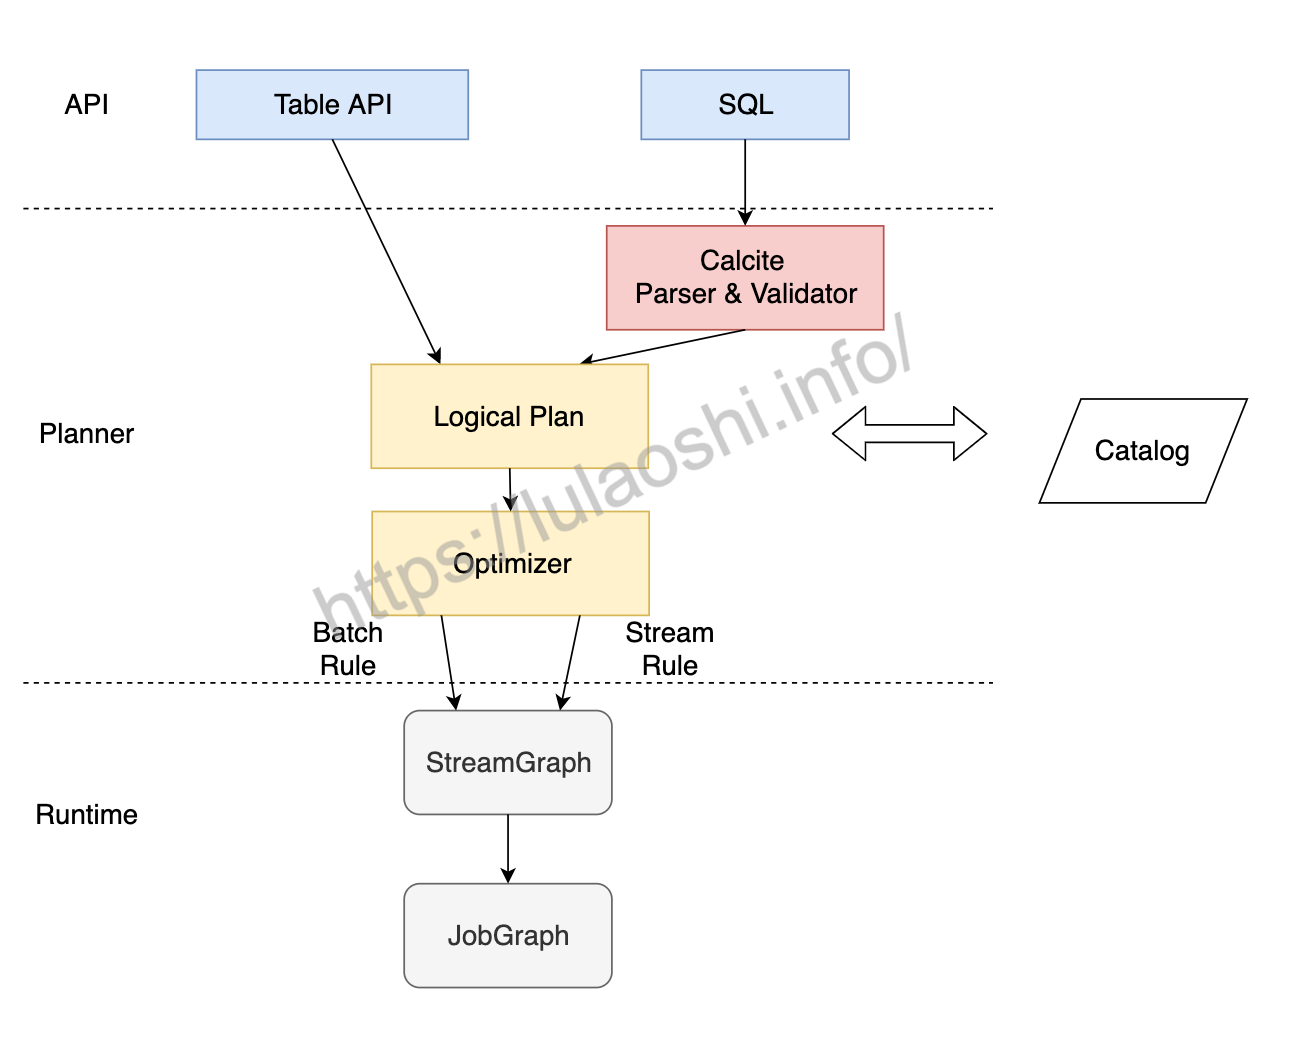 API
Table API
SQL
Calcite
Parser & Validator
Planner
Logical Plan
Catalog
Optimizer
Batch
Rule
Stream
Rule
StreamGraph
Runtime
JobGraph
https://lulaoshi.info/